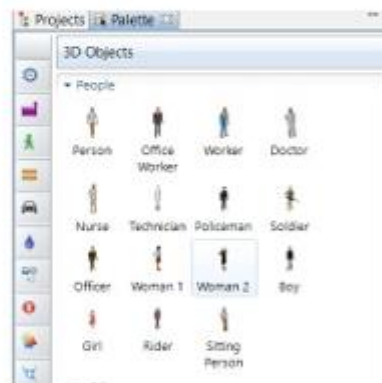 Projects Palette
3D Objects
People
Person Office Worker Worker Doctor
Nurse Technician Policeman Soldier
Officer Woman 1 Woman 2 Boy
Girl Rider Sitting Person